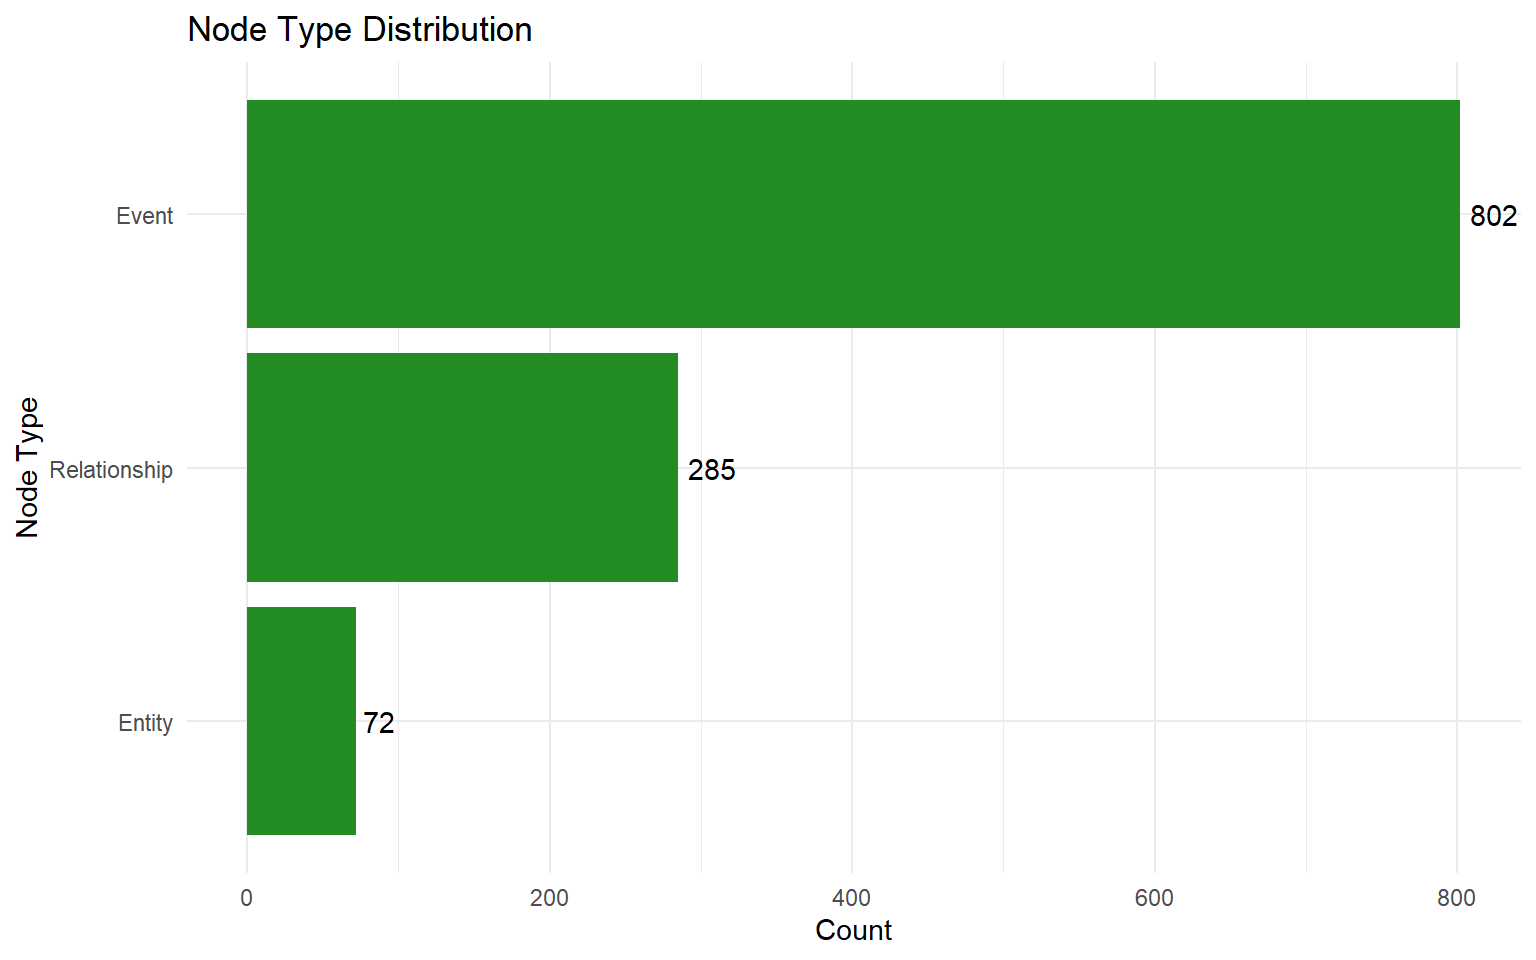 Node Type Distribution
Event
802
Relationship
285
Entity
72
Node Type
0 200 400 600 800
Count